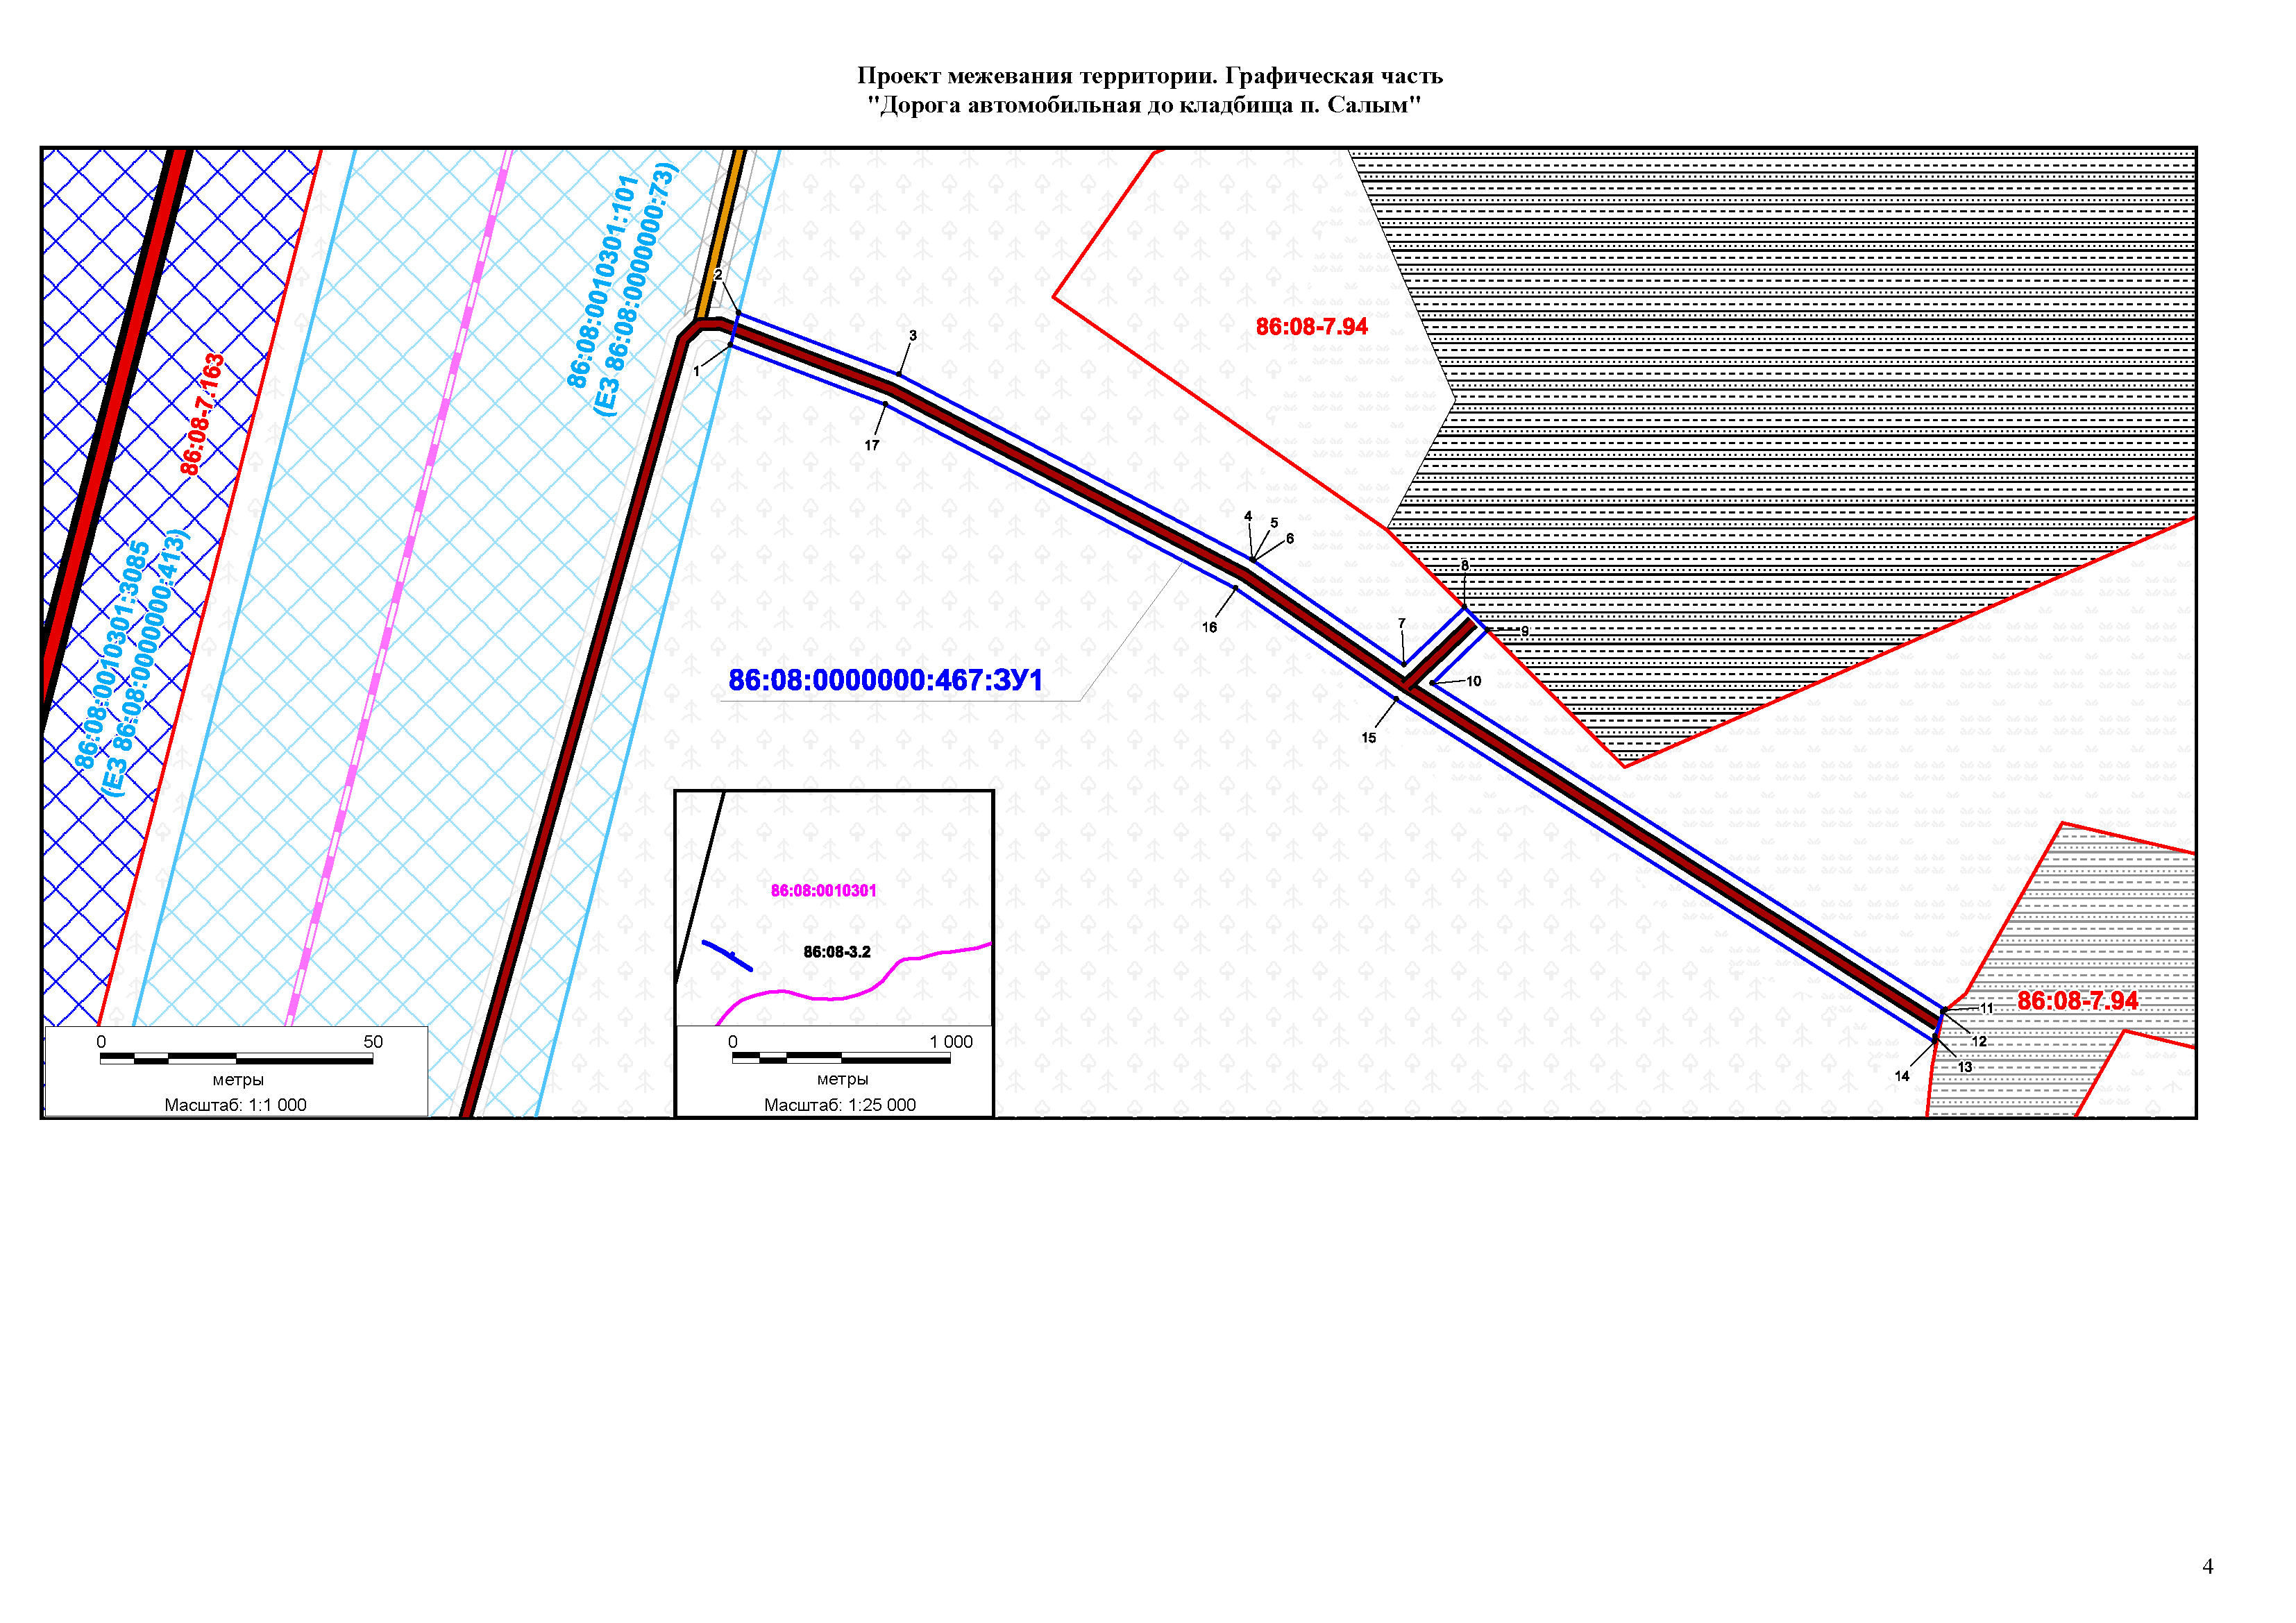 Проект межевания территории. Графическая часть
"Дорога автомобильная до кладбища п. Салым"
86:08:0010301:101
(ЕЗ 86:08:0000000:73)
86:08-7.163
86:08:0010301:3085
(ЕЗ 86:08:0000000:413)
86:08-7.94
2
1
3
17
4
5
6
16
8
7
9
10
15
86:08:0000000:467:ЗУ1
86:08:0010301
86:08-3.2
86:08-7.94
11
12
13
14
0 50
метры
Масштаб: 1:1 000
0 1 000
метры
Масштаб: 1:25 000
4